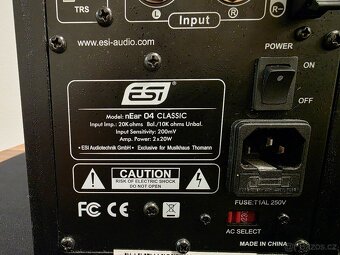 TRS
Input
R
R-
www.esi-audio.com
POWER
ON
OFF
ESI
Model: nEar 04 CLASSIC
Input Imp.: 20K ohms Bal./10K ohms Unbal.
Input Sensitivity: 200mV
Amp. Power: 2x20W
• ESI Audiotechnik GmbH • Exclusive for Musikhaus Thomann
CAUTION
RISK OF ELECTRIC SHOCK
DO NOT OPEN
FUSE:T1AL 250V
FC CE
AC SELECT
MADE IN CHINA